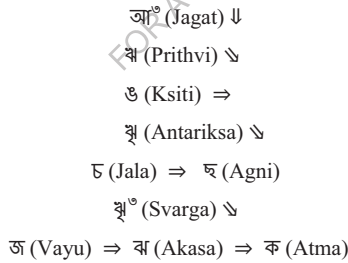 আ (Jagat) ⇓
ঋ (Prithvi) ⇘
ঙ (Ksiti) ⇒
ৠ (Antariksa) ⇘
চ (Jala) ⇒ ছ (Agni)
ৠ (Svarga) ⇘
জ (Vayu) ⇒ ঝ (Akasa) ⇒ ক (Atma)